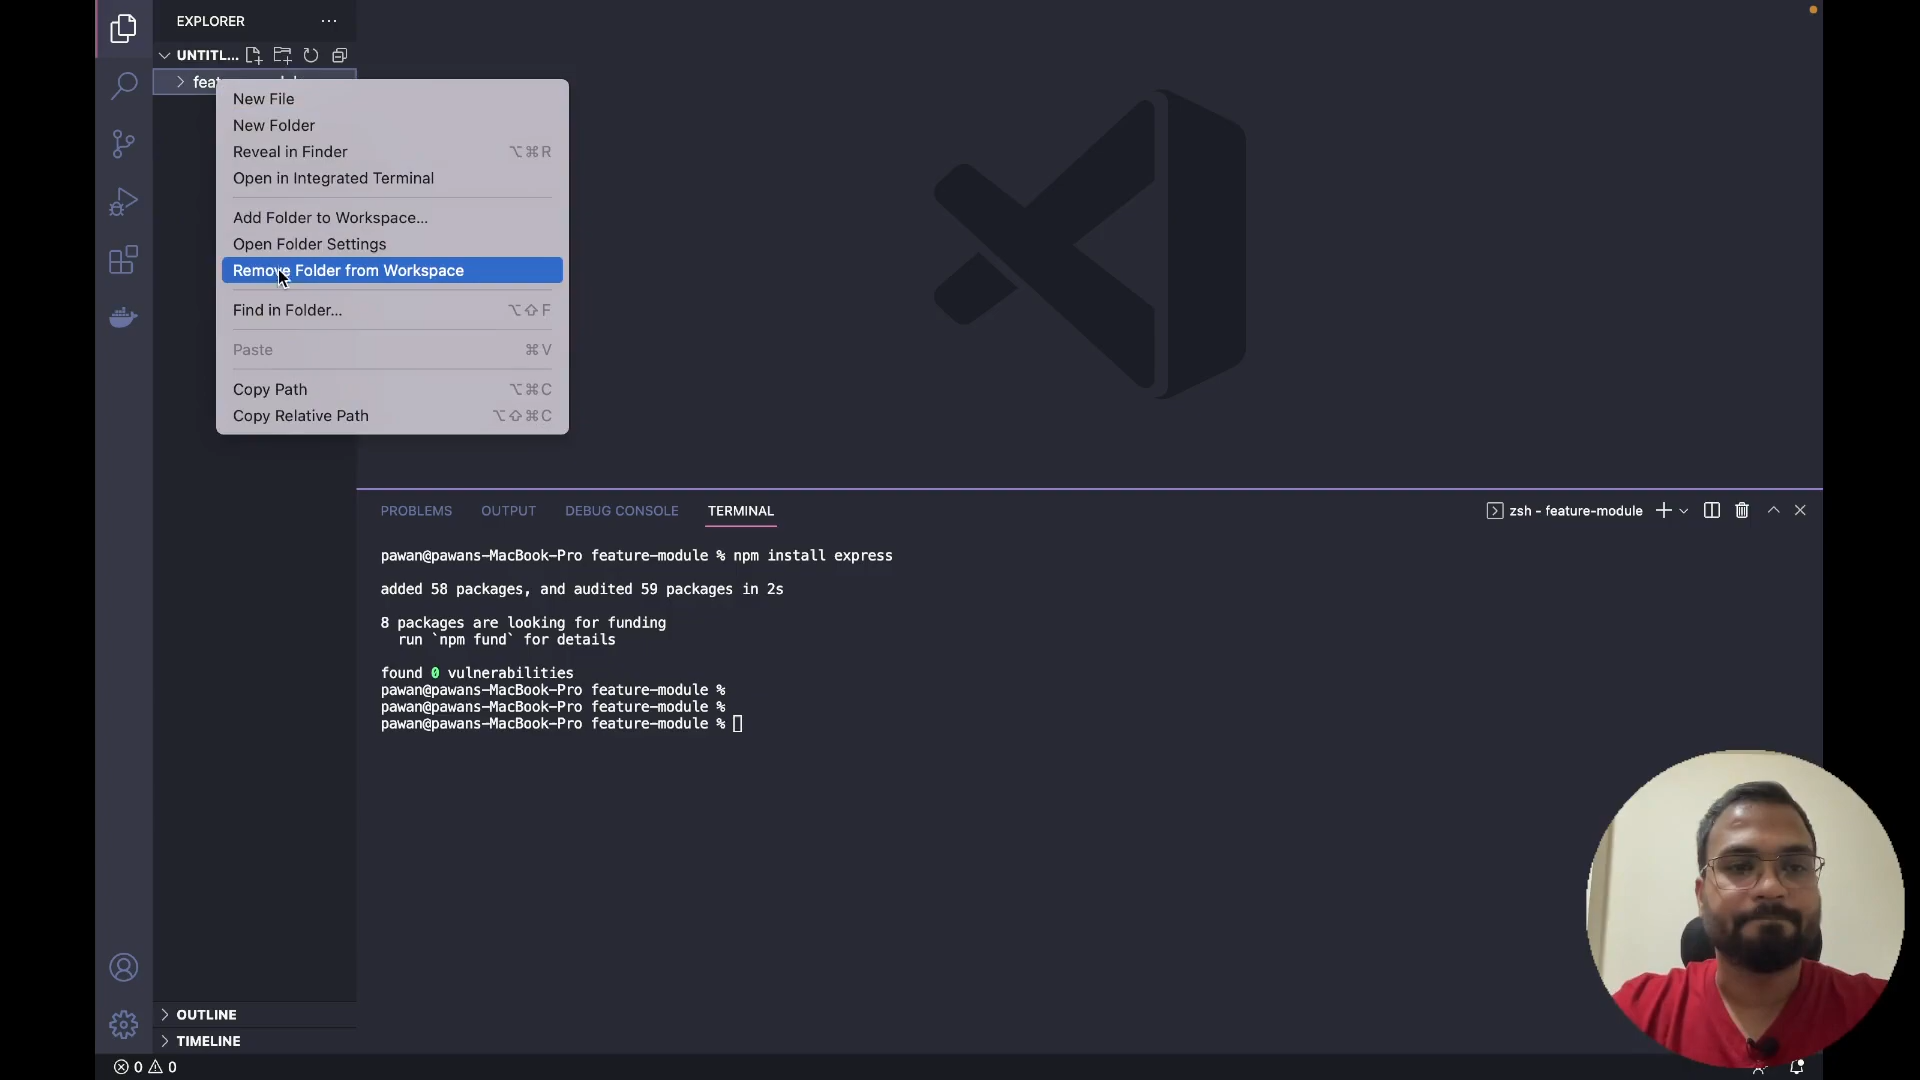 EXPLORER
UNTITL...
New File
New Folder
Reveal in Finder ⌥⌘R
Open in Integrated Terminal
Add Folder to Workspace...
Open Folder Settings
Remove Folder from Workspace
Find in Folder... ⌥⇧F
Paste ⌘V
Copy Path ⌥⌘C
Copy Relative Path ⌥⇧⌘C
PROBLEMS OUTPUT DEBUG CONSOLE TERMINAL zsh - feature-module
pawan@pawans-MacBook-Pro feature-module % npm install express
added 58 packages, and audited 59 packages in 2s
8 packages are looking for funding
run `npm fund` for details
found 0 vulnerabilities
pawan@pawans-MacBook-Pro feature-module %
pawan@pawans-MacBook-Pro feature-module %
pawan@pawans-MacBook-Pro feature-module %
OUTLINE
TIMELINE
0 0